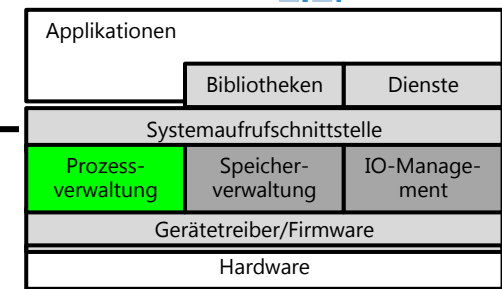 Applikationen
Bibliotheken
Dienste
Systemaufrufschnittstelle
Prozess-
verwaltung
Speicher-
verwaltung
IO-Manage-
ment
Gerätetreiber/Firmware
Hardware